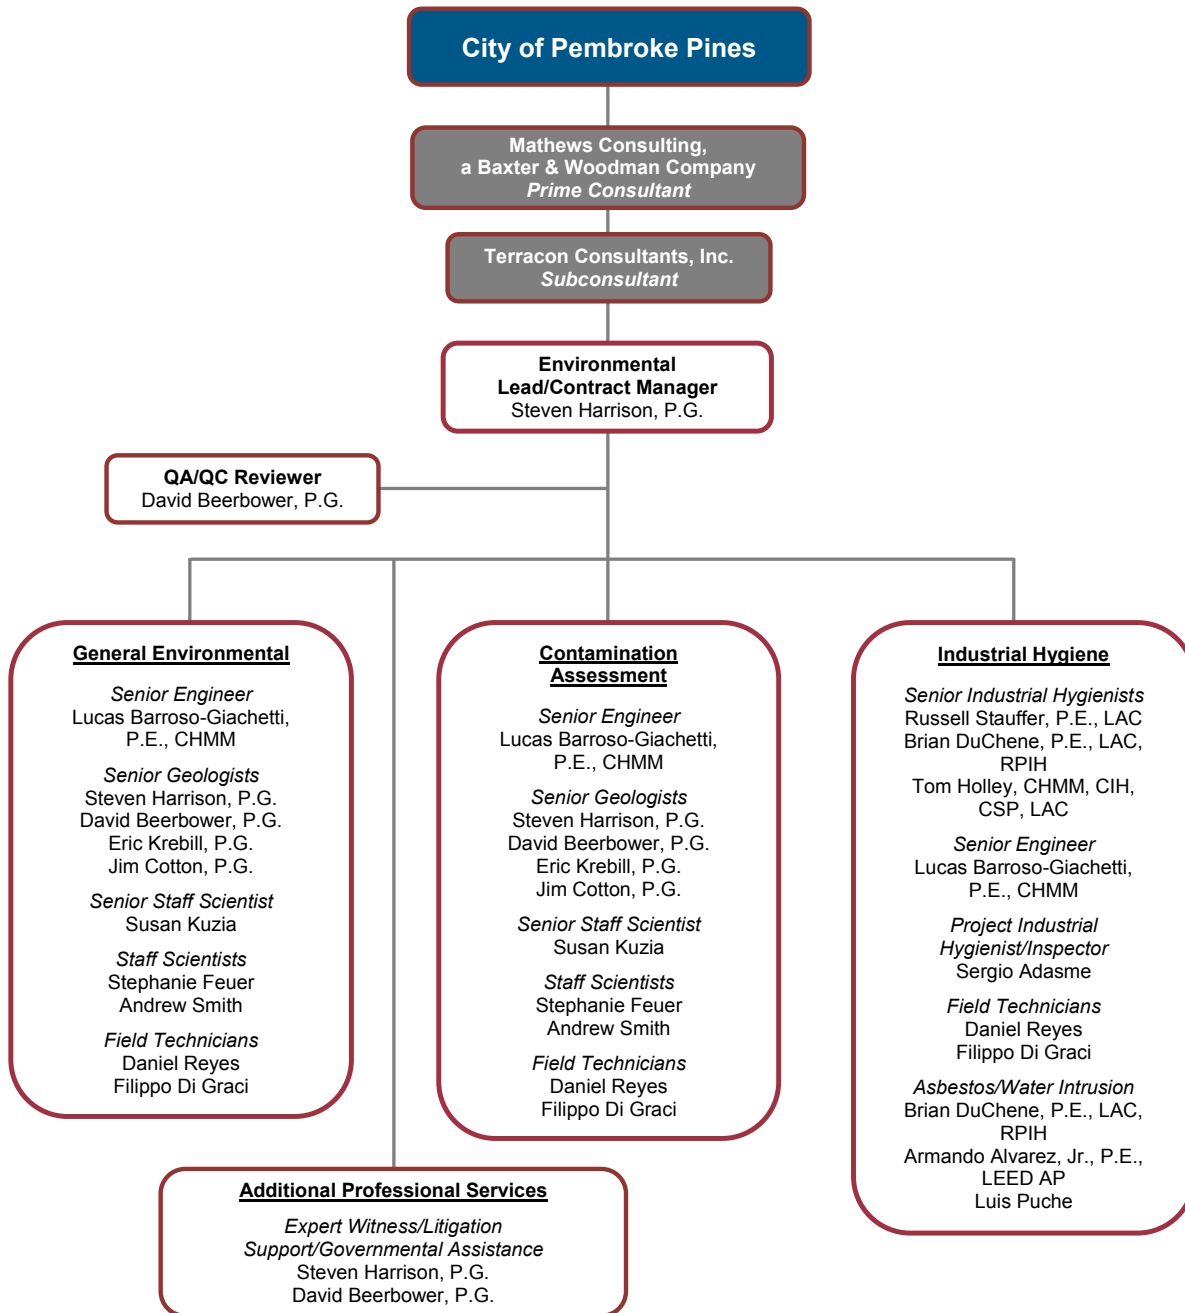 City of Pembroke Pines
Mathews Consulting,
a Baxter & Woodman Company
Prime Consultant
Terracon Consultants, Inc.
Subconsultant
Environmental
Lead/Contract Manager
Steven Harrison, P.G.
QA/QC Reviewer
David Beerbower, P.G.
General Environmental
Senior Engineer
Lucas Barroso-Giachetti,
P.E., CHMM
Senior Geologists
Steven Harrison, P.G.
David Beerbower, P.G.
Eric Krebill, P.G.
Jim Cotton, P.G.
Senior Staff Scientist
Susan Kuzia
Staff Scientists
Stephanie Feuer
Andrew Smith
Field Technicians
Daniel Reyes
Filippo Di Graci
Contamination
Assessment
Senior Engineer
Lucas Barroso-Giachetti,
P.E., CHMM
Senior Geologists
Steven Harrison, P.G.
David Beerbower, P.G.
Eric Krebill, P.G.
Jim Cotton, P.G.
Senior Staff Scientist
Susan Kuzia
Staff Scientists
Stephanie Feuer
Andrew Smith
Field Technicians
Daniel Reyes
Filippo Di Graci
Industrial Hygiene
Senior Industrial Hygienists
Russell Stauffer, P.E., LAC
Brian DuChene, P.E., LAC,
RPIH
Tom Holley, CHMM, CIH,
CSP, LAC
Senior Engineer
Lucas Barroso-Giachetti,
P.E., CHMM
Project Industrial
Hygienist/Inspector
Sergio Adasme
Field Technicians
Daniel Reyes
Filippo Di Graci
Asbestos/Water Intrusion
Brian DuChene, P.E., LAC,
RPIH
Armando Alvarez, Jr., P.E.,
LEED AP
Luis Puche
Additional Professional Services
Expert Witness/Litigation
Support/Governmental Assistance
Steven Harrison, P.G.
David Beerbower, P.G.